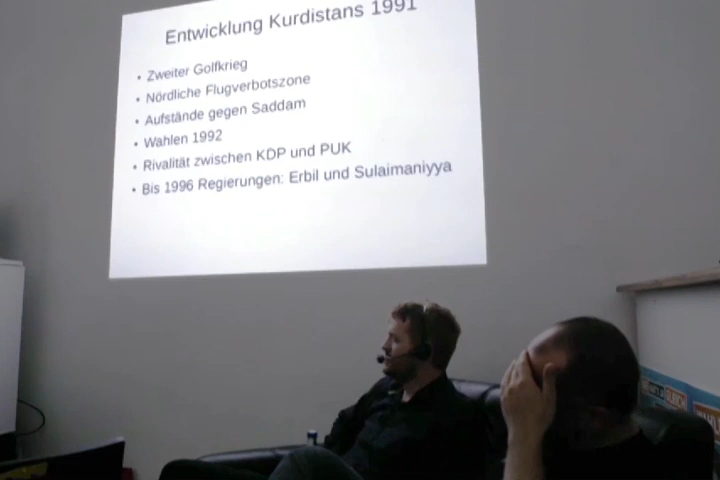 Entwicklung Kurdistans 1991
• Zweiter Golfkrieg
• Nördliche Flugverbotszone
• Aufstände gegen Saddam
• Wahlen 1992
• Rivalität zwischen KDP und PUK
• Bis 1996 Regierungen: Erbil und Sulaimaniyya